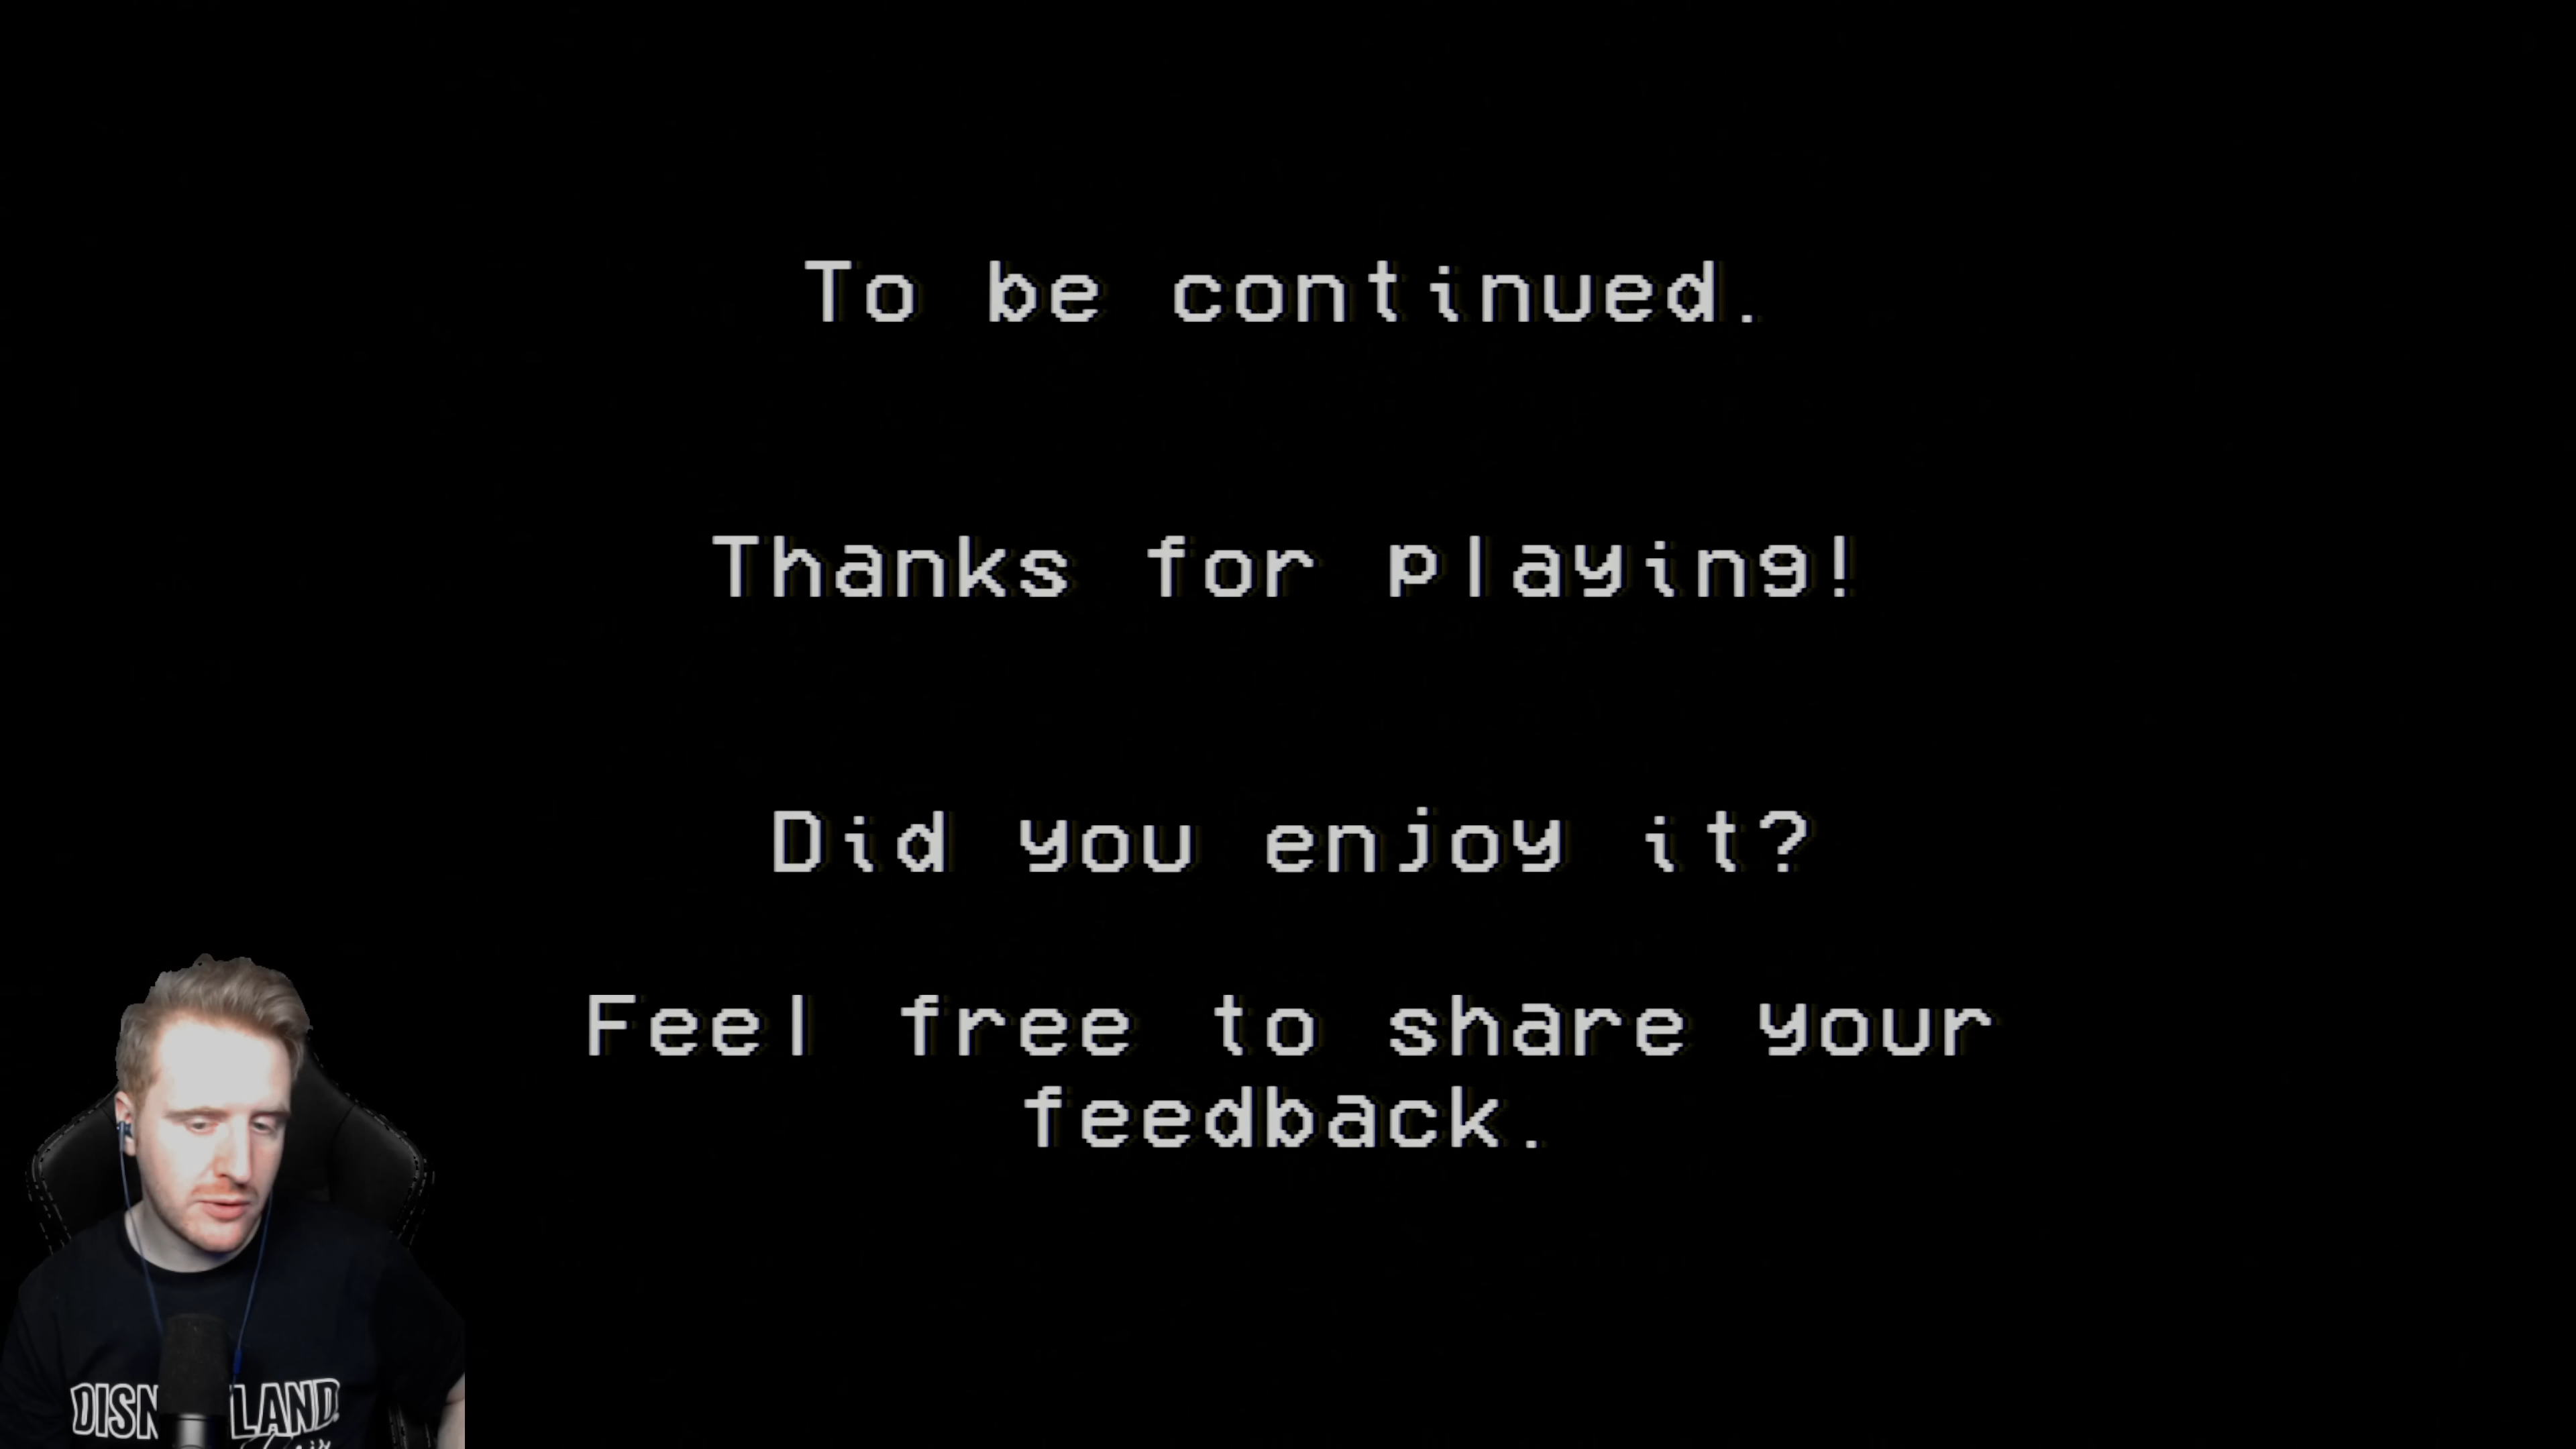 To be continued.
Thanks for playing!
Did you enjoy it?
Feel free to share your
feedback.